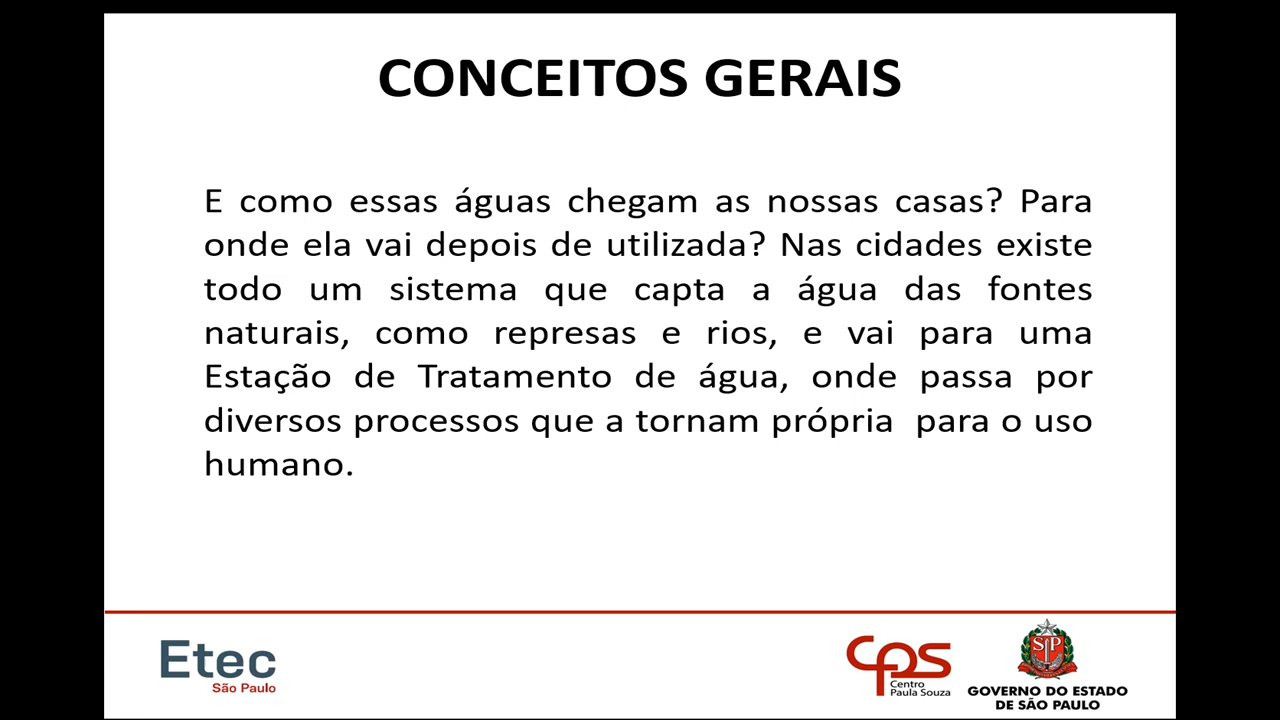 CONCEITOS GERAIS
E como essas águas chegam as nossas casas? Para
onde ela vai depois de utilizada? Nas cidades existe
todo um sistema que capta a água das fontes
naturais, como represas e rios, e vai para uma
Estação de Tratamento de água, onde passa por
diversos processos que a tornam própria  para o uso
humano.
Etec
São Paulo
CPS
Centro
Paula Souza
SP
GOVERNO DO ESTADO
DE SÃO PAULO